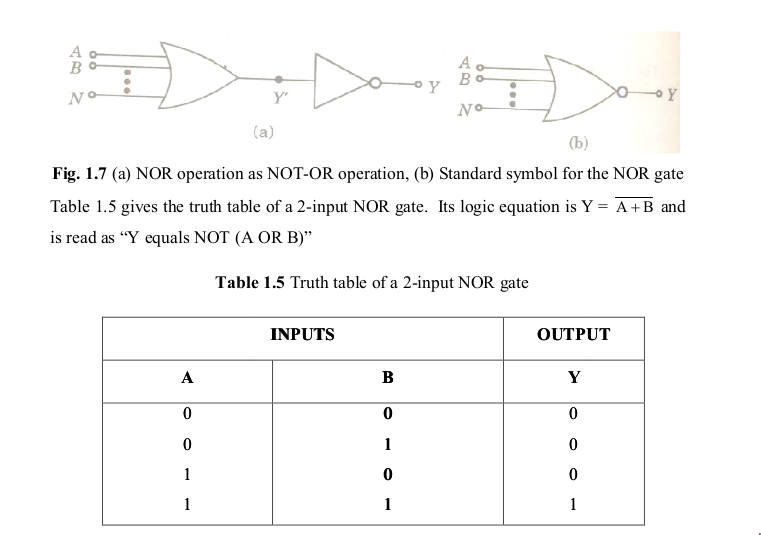 A
B
N
Y'
Y
(a)
A
B
N
Y
(b)
Fig. 1.7 (a) NOR operation as NOT-OR operation, (b) Standard symbol for the NOR gate
Table 1.5 gives the truth table of a 2-input NOR gate. Its logic equation is Y = A̅ ̅+̅ ̅B̅ and
is read as “Y equals NOT (A OR B)”
Table 1.5 Truth table of a 2-input NOR gate
INPUTS OUTPUT
A B Y
0 0 0
0 1 0
1 0 0
1 1 1